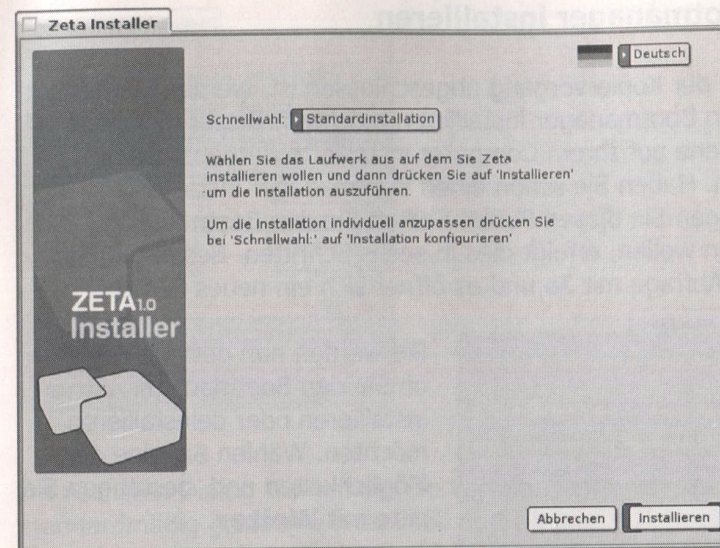 Zeta Installer
Deutsch
Schnellwahl: Standardinstallation
Wählen Sie das Laufwerk aus auf dem Sie Zeta
installieren wollen und dann drücken Sie auf 'Installieren'
um die Installation auszuführen.
Um die Installation individuell anzupassen drücken Sie
bei 'Schnellwahl:' auf 'Installation konfigurieren'
ZETA 1.0
Installer
Abbrechen
Installieren